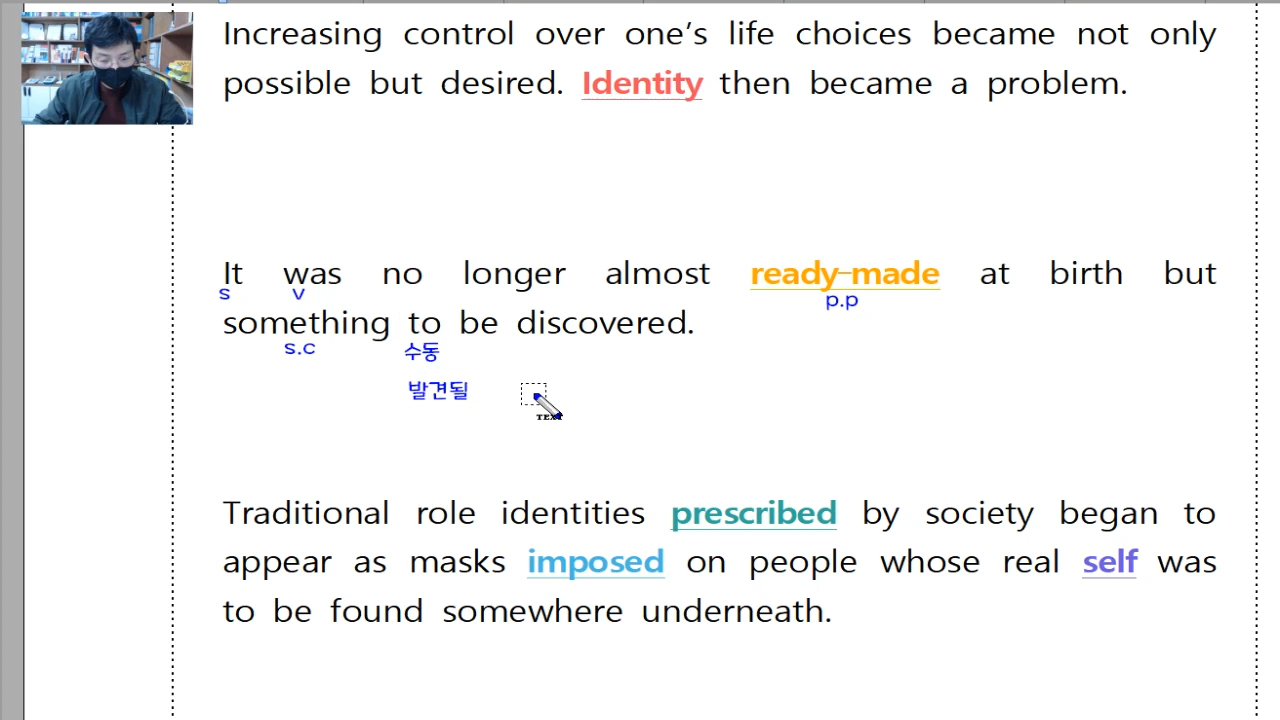 Increasing control over one's life choices became not only
possible but desired. Identity then became a problem.
It was no longer almost ready-made at birth but
s v p.p
something to be discovered.
s.c 수동
발견될
TEXT
Traditional role identities prescribed by society began to
appear as masks imposed on people whose real self was
to be found somewhere underneath.